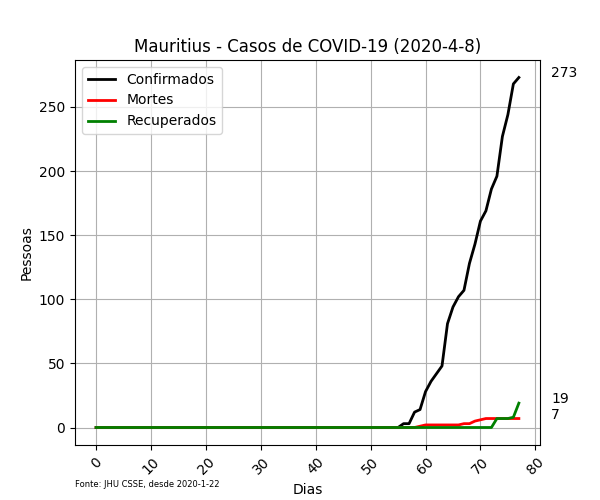 Mauritius - Casos de COVID-19 (2020-4-8)
Confirmados
Mortes
Recuperados
273
250
200
150
100
50
0
19
7
Pessoas
0 10 20 30 40 50 60 70 80
Fonte: JHU CSSE, desde 2020-1-22
Dias